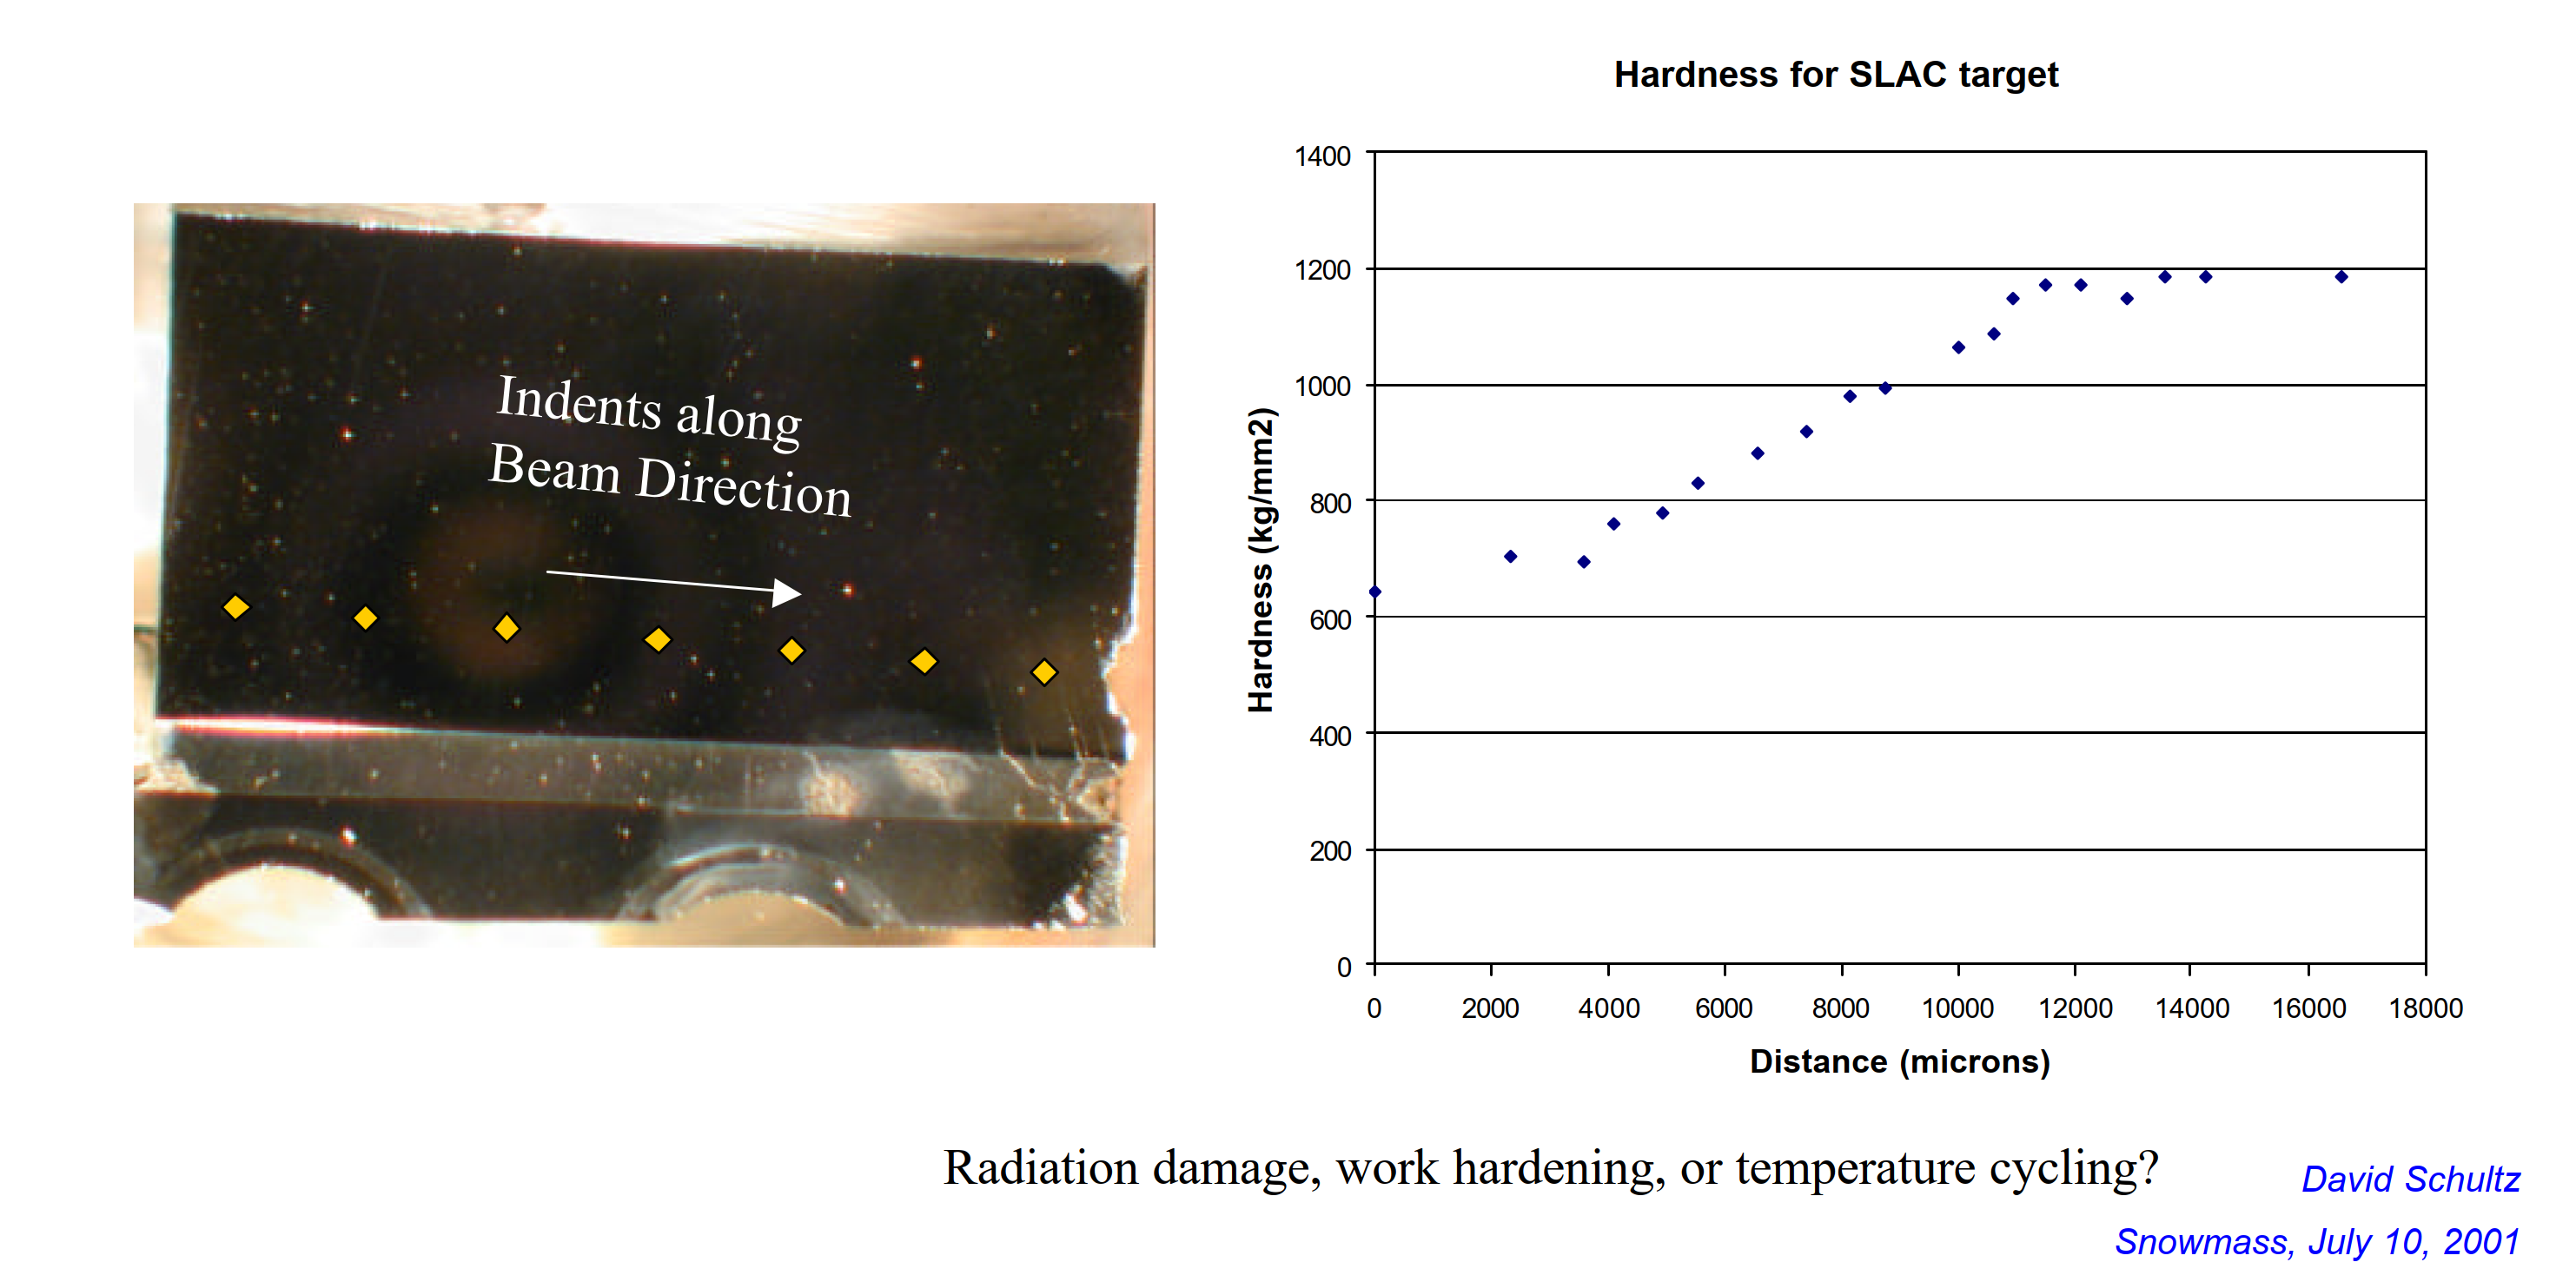 Hardness for SLAC target
Indents along
Beam Direction
Hardness (kg/mm2)
1400
1200
1000
800
600
400
200
0
0 2000 4000 6000 8000 10000 12000 14000 16000 18000
Distance (microns)
Radiation damage, work hardening, or temperature cycling?
David Schultz
Snowmass, July 10, 2001